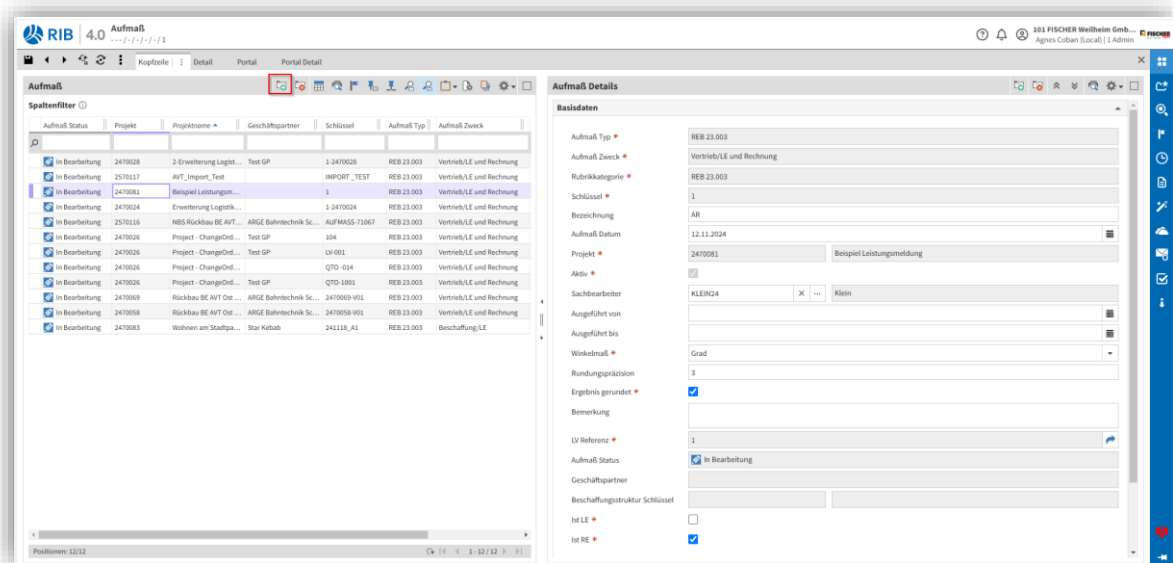 RIB 4.0 Aufmaß
- - - / - / - / - / - / 1
101 FISCHER Weilheim Gmb... FISCHER
Agnes Coban (Local) | 1 Admin
Kopfzeile Detail Portal Portal Detail
Aufmaß
Spaltenfilter
Aufmaß Status Projekt Projektname Geschäftspartner Schlüssel Aufmaß Typ Aufmaß Zweck
In Bearbeitung 2470028 2-Erweiterung Logist... Test GP 1-2470028 REB 23.003 Vertrieb/LE und Rechnung
In Bearbeitung 2570117 AVT_Import_Test IMPORT _TEST REB 23.003 Vertrieb/LE und Rechnung
In Bearbeitung 2470081 Beispiel Leistungsm... 1 REB 23.003 Vertrieb/LE und Rechnung
In Bearbeitung 2470024 Erweiterung Logistik... 1-2470024 REB 23.003 Vertrieb/LE und Rechnung
In Bearbeitung 2570116 NBS Rückbau BE AVT... ARGE Bahntechnik Sc... AUFMASS-71067 REB 23.003 Vertrieb/LE und Rechnung
In Bearbeitung 2470026 Project - ChangeOrd... Test GP 104 REB 23.003 Vertrieb/LE und Rechnung
In Bearbeitung 2470026 Project - ChangeOrd... Test GP LV-001 REB 23.003 Vertrieb/LE und Rechnung
In Bearbeitung 2470026 Project - ChangeOrd... QTO -014 REB 23.003 Vertrieb/LE und Rechnung
In Bearbeitung 2470026 Project - ChangeOrd... Test GP QTO-1001 REB 23.003 Vertrieb/LE und Rechnung
In Bearbeitung 2470069 Rückbau BE AVT Ost ... ARGE Bahntechnik Sc... 2470069-V01 REB 23.003 Vertrieb/LE und Rechnung
In Bearbeitung 2470058 Rückbau BE AVT Ost ... ARGE Bahntechnik Sc... 2470058-V01 REB 23.003 Vertrieb/LE und Rechnung
In Bearbeitung 2470083 Wohnen am Stadtpa... Star Kebab 241118_A1 REB 23.003 Beschaffung/LE
Positionen: 12/12 1 - 12 / 12
Aufmaß Details
Basisdaten
Aufmaß Typ * REB 23.003
Aufmaß Zweck * Vertrieb/LE und Rechnung
Rubrikkategorie * REB 23.003
Schlüssel * 1
Bezeichnung AR
Aufmaß Datum 12.11.2024
Projekt * 2470081 Beispiel Leistungsmeldung
Aktiv *
Sachbearbeiter KLEIN24 Klein
Ausgeführt von
Ausgeführt bis
Winkelmaß * Grad
Rundungspräzision 3
Ergebnis gerundet *
Bemerkung
LV Referenz * 1
Aufmaß Status In Bearbeitung
Geschäftspartner
Beschaffungsstruktur Schlüssel
Ist LE *
Ist RE *